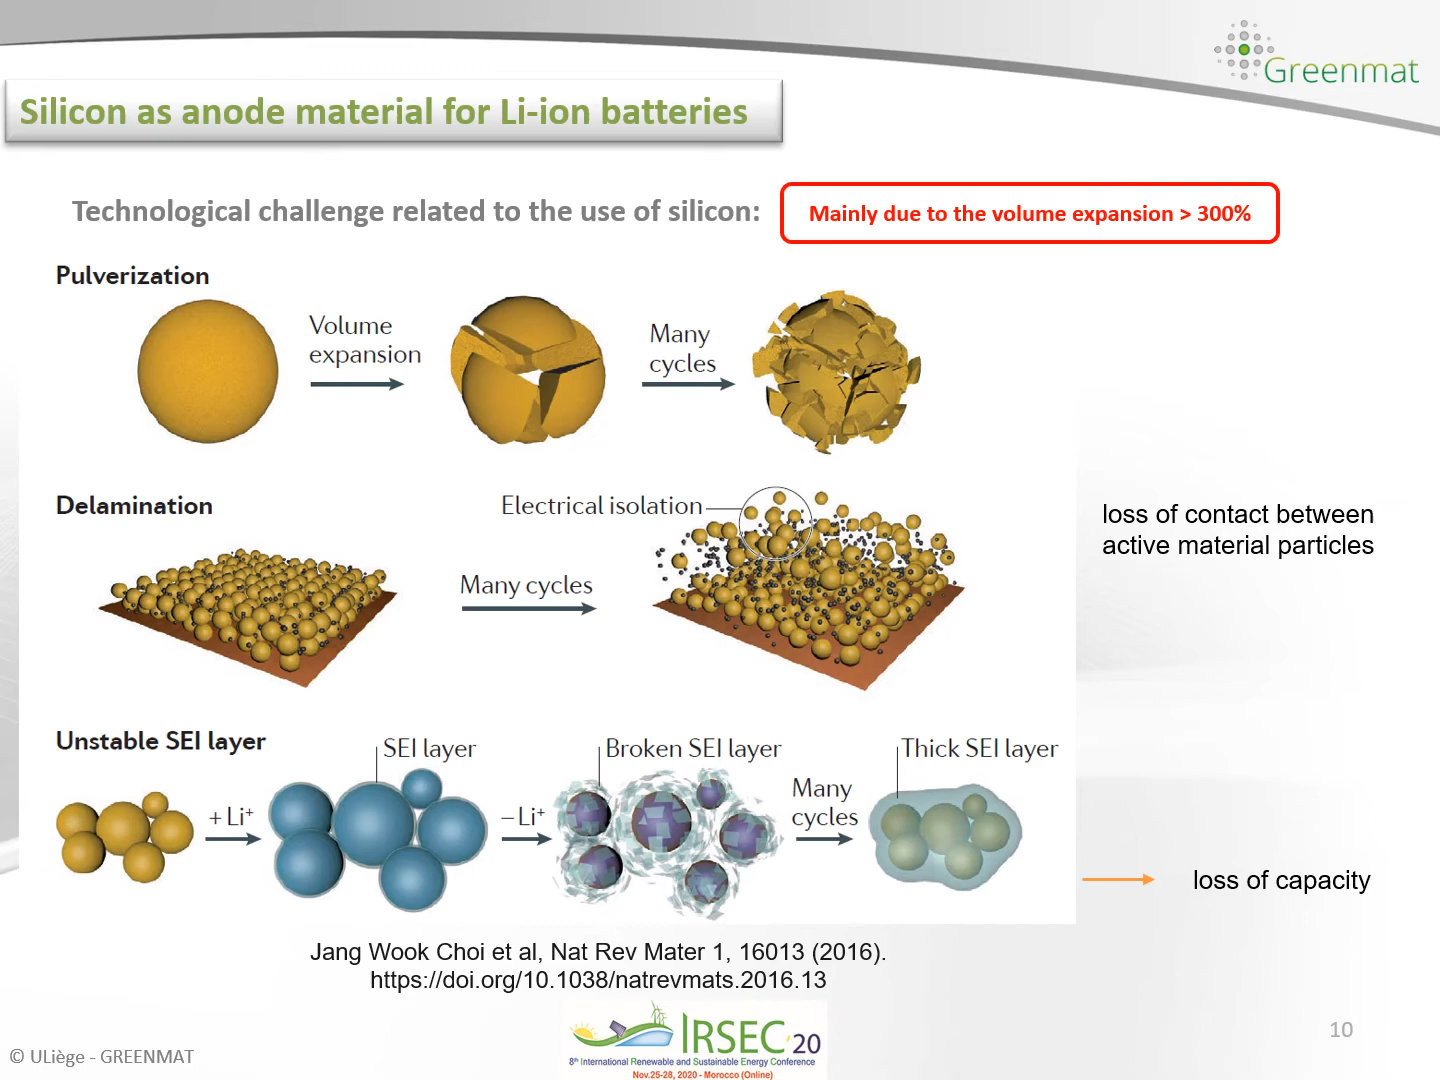 Greenmat
Silicon as anode material for Li-ion batteries
Technological challenge related to the use of silicon:
Mainly due to the volume expansion > 300%
Pulverization
Volume
expansion
Many
cycles
Delamination
Electrical isolation
Many cycles
loss of contact between
active material particles
Unstable SEI layer
SEI layer
Broken SEI layer
Thick SEI layer
+ Li⁺
– Li⁺
Many
cycles
loss of capacity
Jang Wook Choi et al, Nat Rev Mater 1, 16013 (2016).
https://doi.org/10.1038/natrevmats.2016.13
IRSEC'20
8th International Renewable and Sustainable Energy Conference
Nov.25-28, 2020 - Morocco (Online)
10
© ULiège - GREENMAT